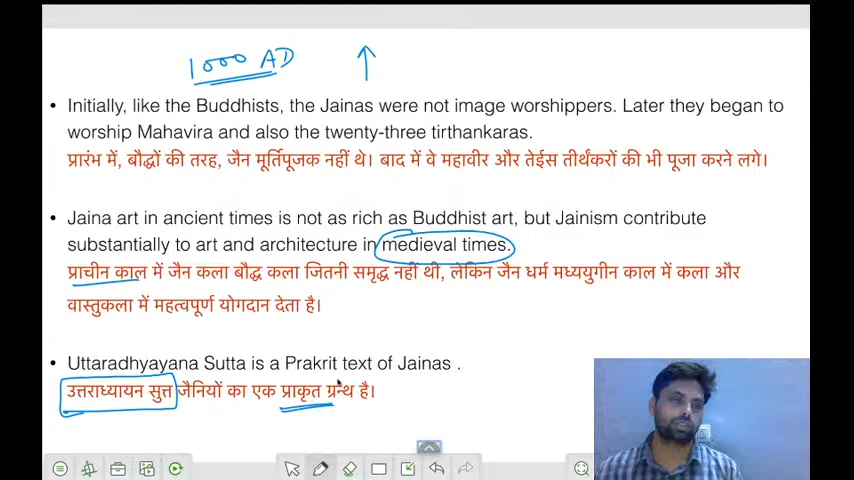 1000 AD
• Initially, like the Buddhists, the Jainas were not image worshippers. Later they began to
worship Mahavira and also the twenty-three tirthankaras.
प्रारंभ में, बौद्धों की तरह, जैन मूर्तिपूजक नहीं थे। बाद में वे महावीर और तेईस तीर्थंकरों की भी पूजा करने लगे।
• Jaina art in ancient times is not as rich as Buddhist art, but Jainism contribute
substantially to art and architecture in medieval times.
प्राचीन काल में जैन कला बौद्ध कला जितनी समृद्ध नहीं थी, लेकिन जैन धर्म मध्ययुगीन काल में कला और
वास्तुकला में महत्वपूर्ण योगदान देता है।
• Uttaradhyayana Sutta is a Prakrit text of Jainas .
उत्तराध्यायन सुत्त जैनियों का एक प्राकृत ग्रन्थ है।